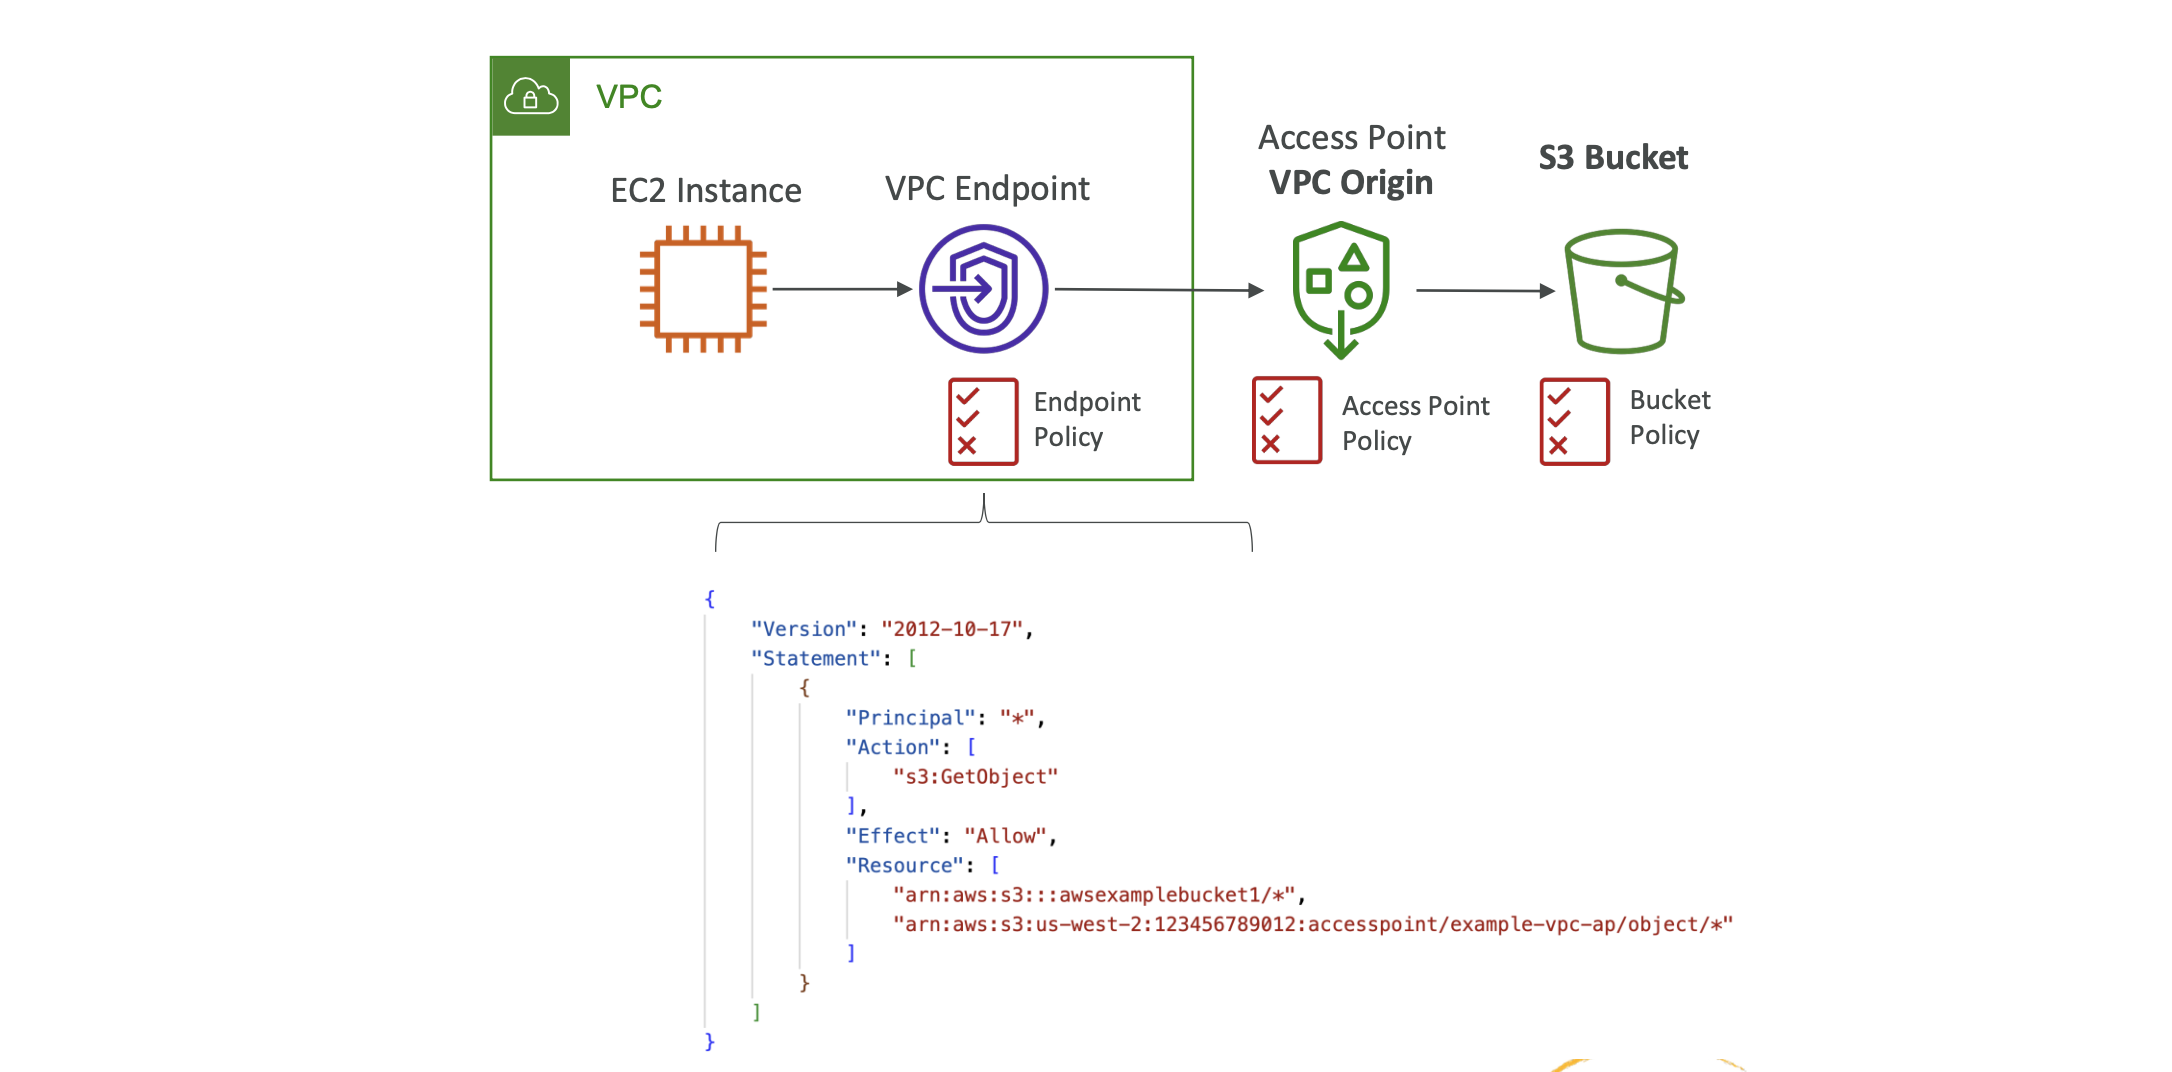 VPC
EC2 Instance
VPC Endpoint
Access Point
VPC Origin
S3 Bucket
Endpoint
Policy
Access Point
Policy
Bucket
Policy
{
"Version": "2012-10-17",
"Statement": [
{
"Principal": "*",
"Action": [
"s3:GetObject"
],
"Effect": "Allow",
"Resource": [
"arn:aws:s3:::awsexamplebucket1/*",
"arn:aws:s3:us-west-2:123456789012:accesspoint/example-vpc-ap/object/*"
]
}
]
}